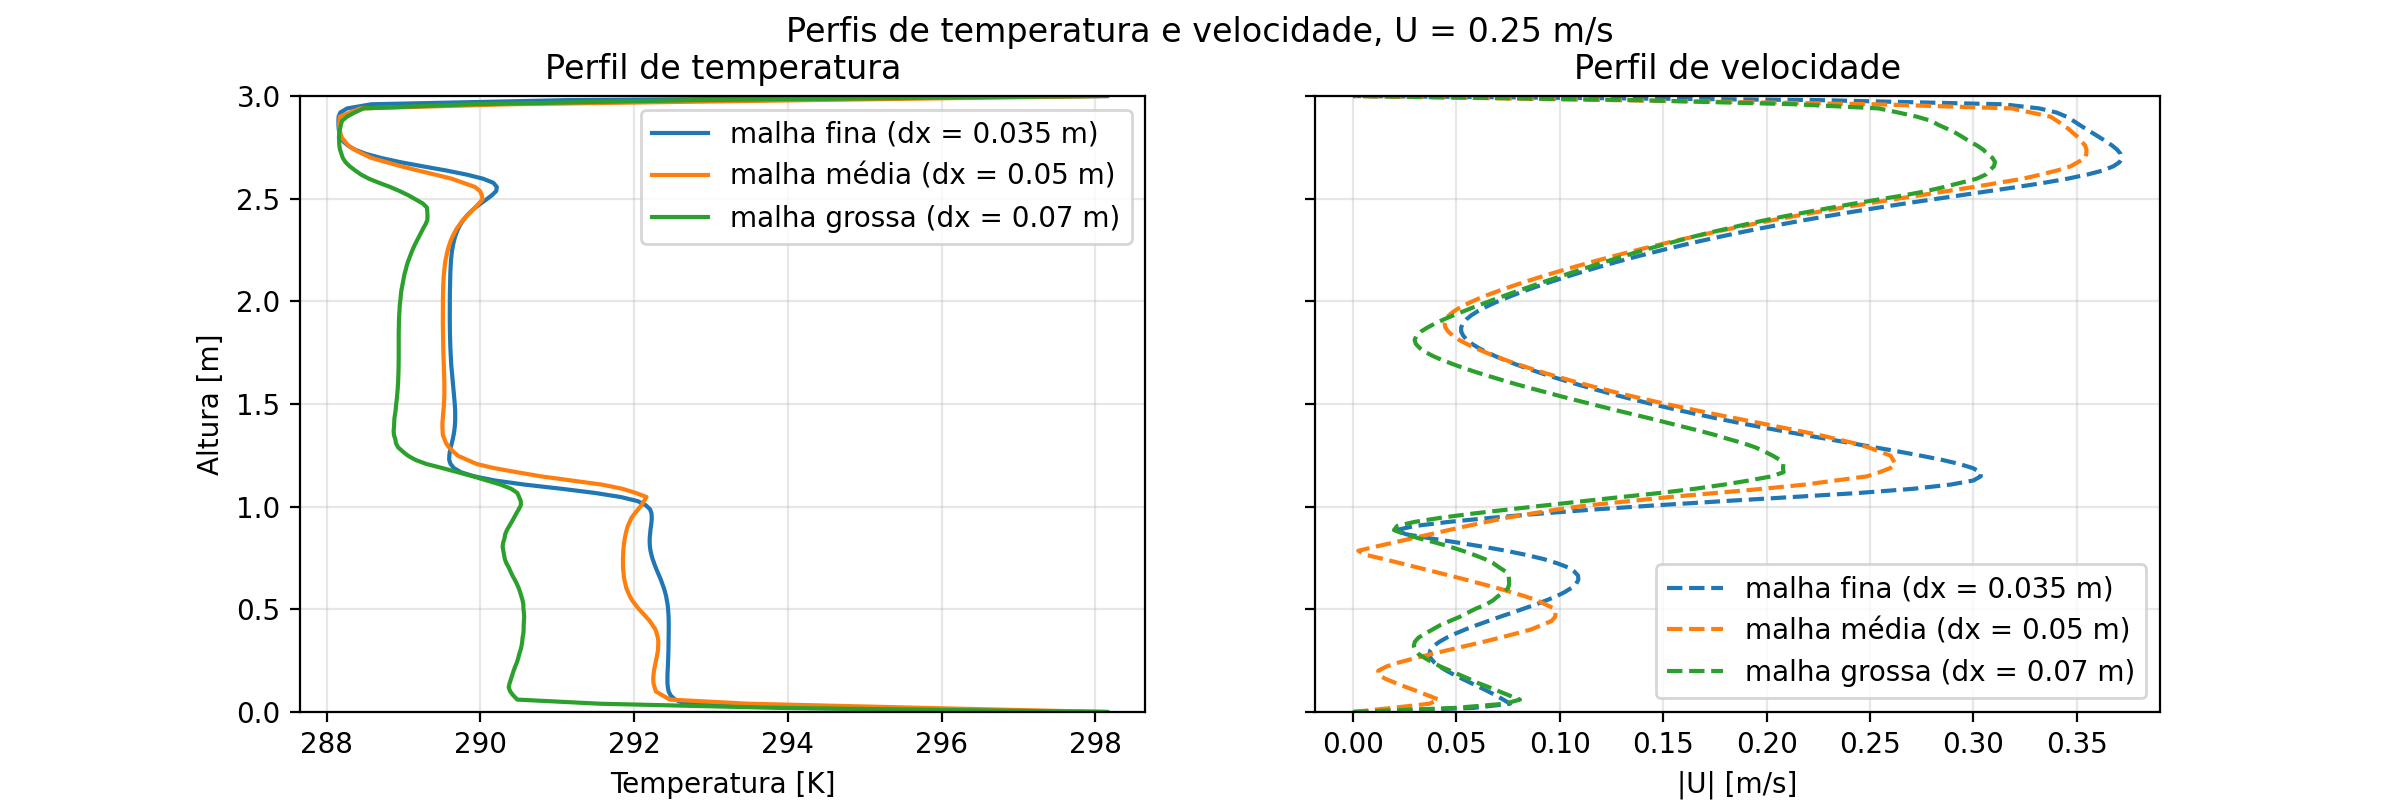 Perfis de temperatura e velocidade, U = 0.25 m/s
Perfil de temperatura
3.0
2.5
2.0
1.5
1.0
0.5
0.0
Altura [m]
malha fina (dx = 0.035 m)
malha média (dx = 0.05 m)
malha grossa (dx = 0.07 m)
288 290 292 294 296 298
Temperatura [K]
Perfil de velocidade
malha fina (dx = 0.035 m)
malha média (dx = 0.05 m)
malha grossa (dx = 0.07 m)
0.00 0.05 0.10 0.15 0.20 0.25 0.30 0.35
|U| [m/s]